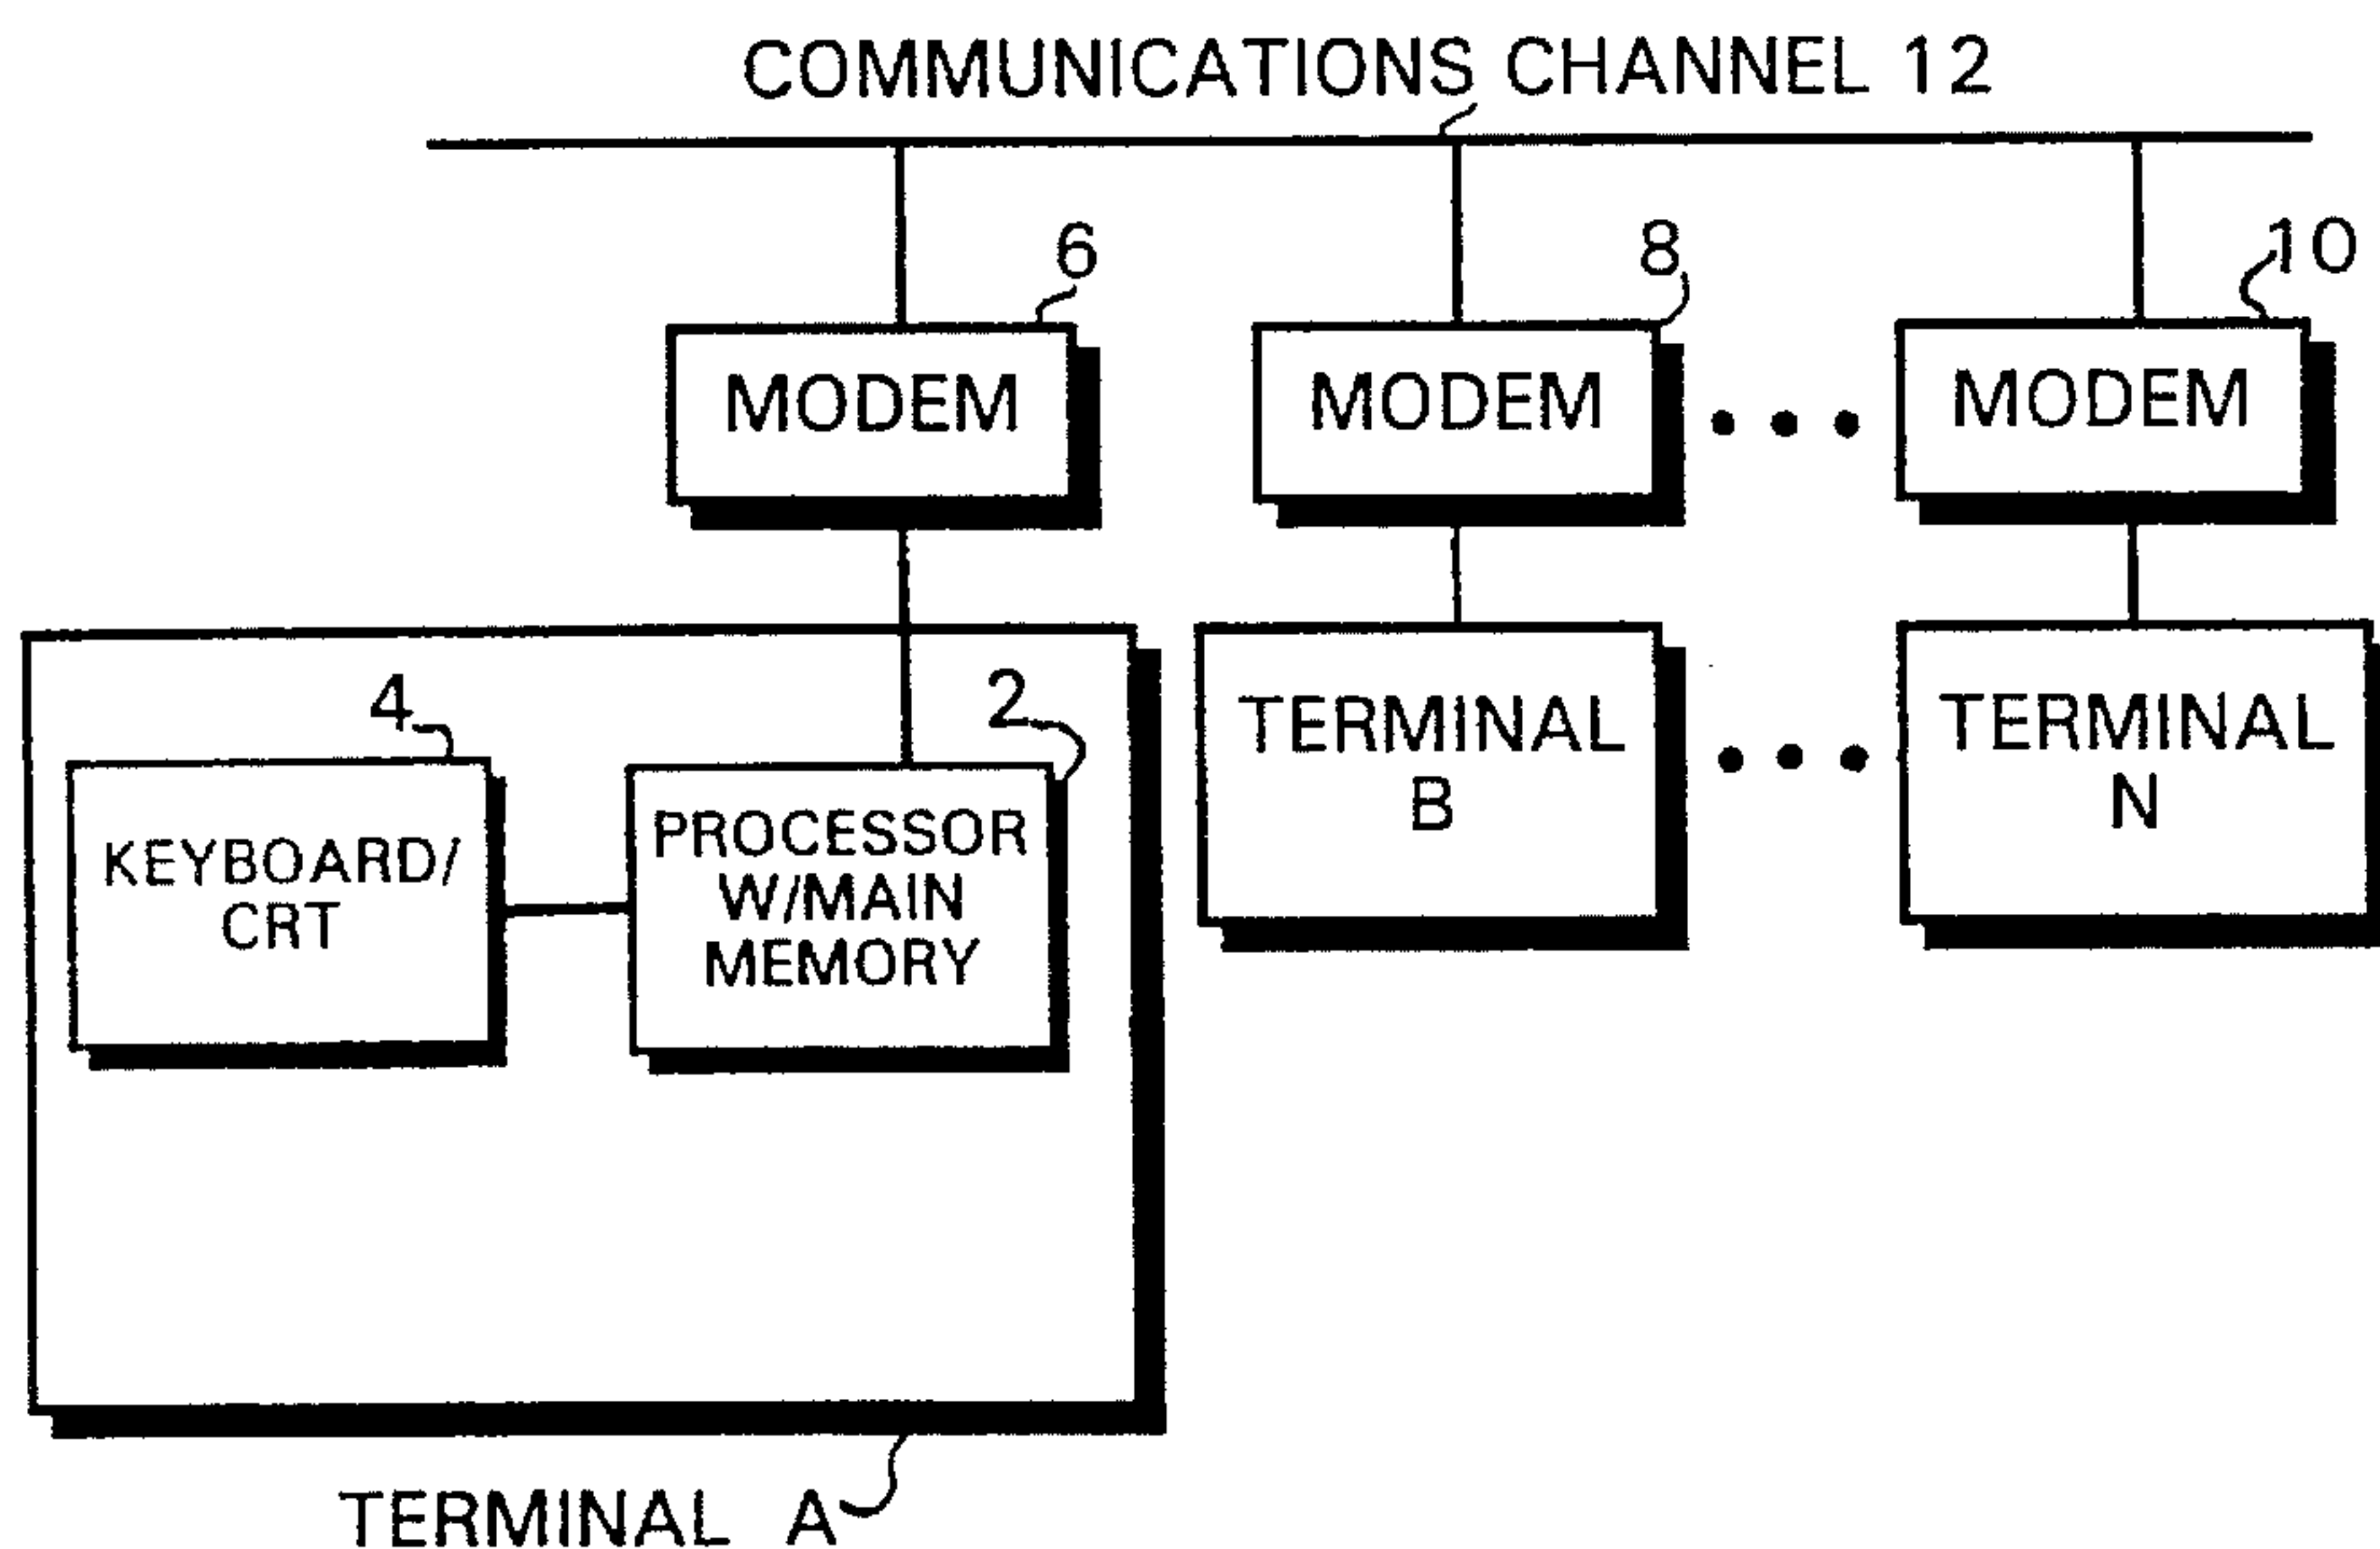 COMMUNICATIONS CHANNEL 12
6
8
10
MODEM
MODEM
MODEM
4
2
KEYBOARD/
CRT
PROCESSOR
W/MAIN
MEMORY
TERMINAL
B
TERMINAL
N
TERMINAL A